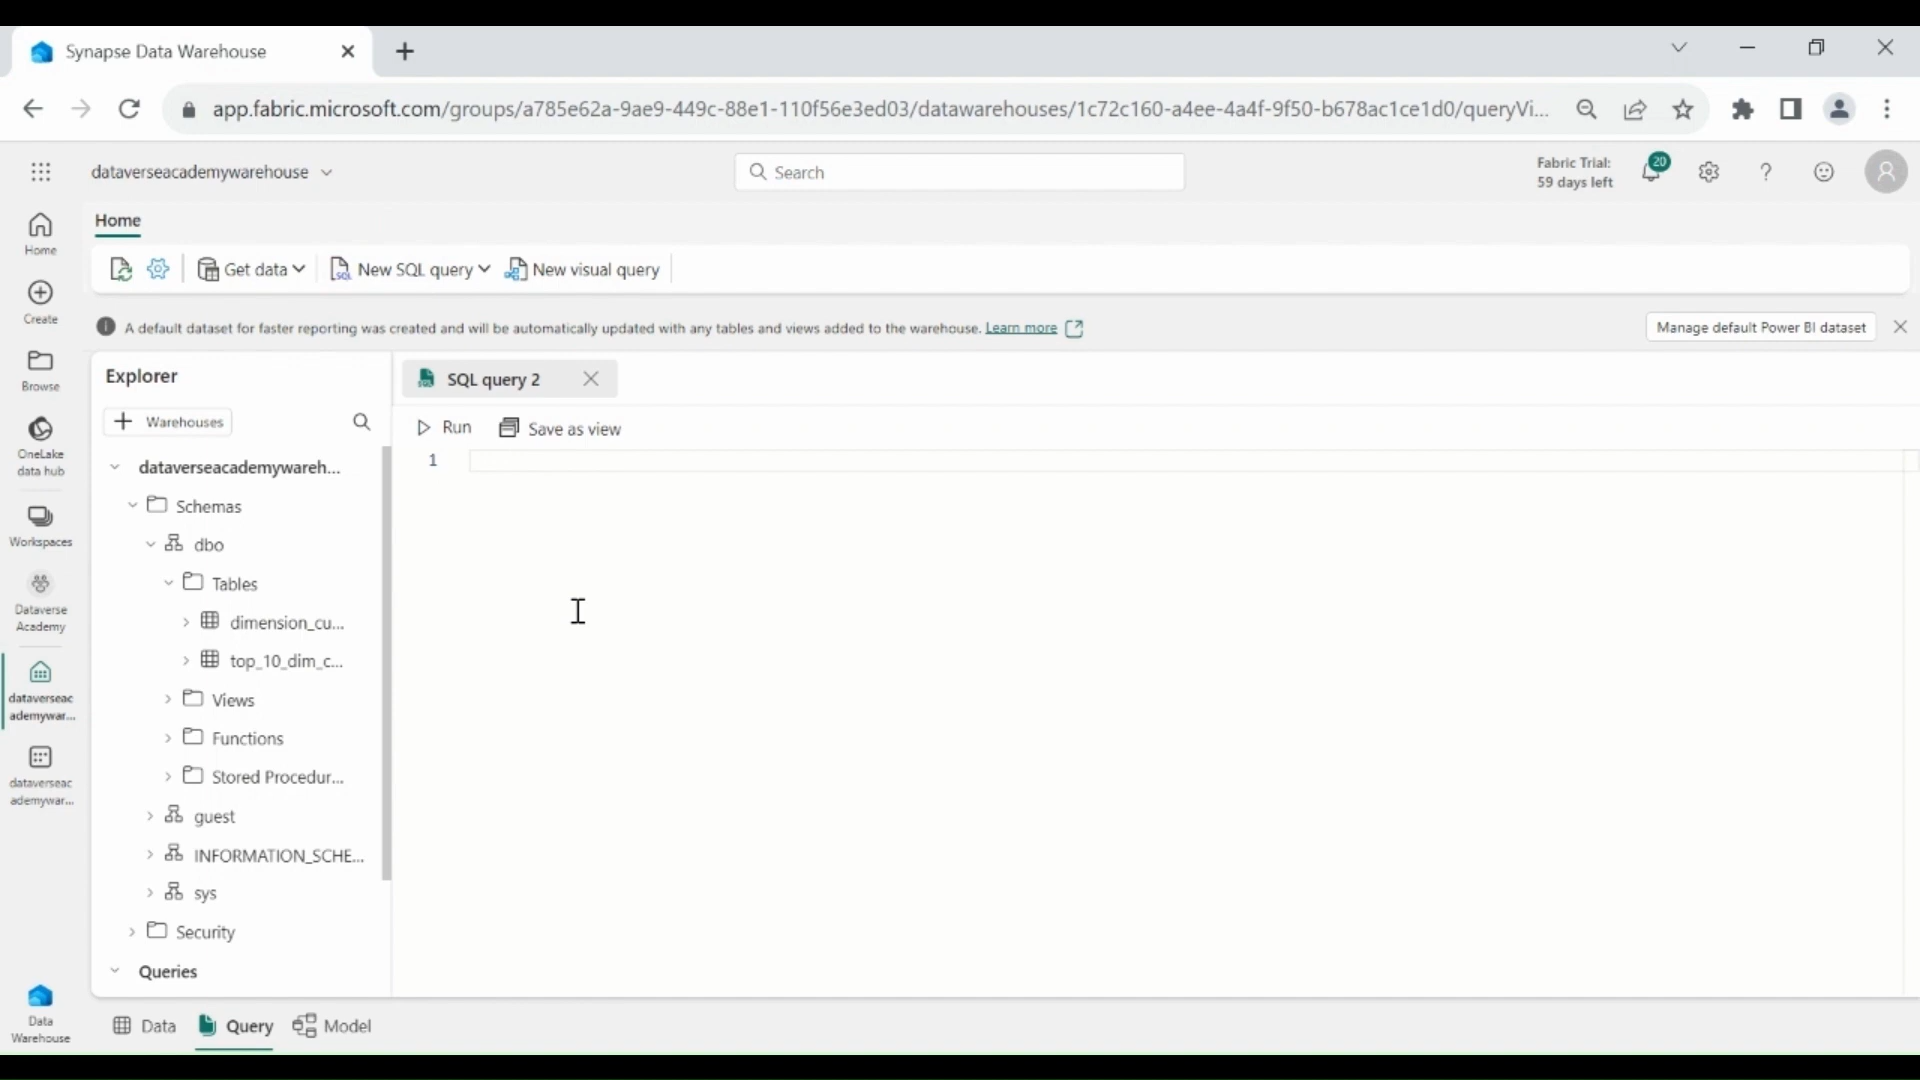 Synapse Data Warehouse
app.fabric.microsoft.com/groups/a785e62a-9ae9-449c-88e1-110f56e3ed03/datawarehouses/1c72c160-a4ee-4a4f-9f50-b678ac1ce1d0/queryVi...
dataverseacademywarehouse
Search
Fabric Trial:
59 days left
20
Home
Home
Get data
New SQL query
New visual query
Create
A default dataset for faster reporting was created and will be automatically updated with any tables and views added to the warehouse. Learn more
Manage default Power BI dataset
Browse
OneLake
data hub
Workspaces
Dataverse
Academy
dataverseac
ademywar...
dataverseac
ademywar...
Data
Warehouse
Explorer
Warehouses
dataverseacademywareh...
Schemas
dbo
Tables
dimension_cu...
top_10_dim_c...
Views
Functions
Stored Procedur...
guest
INFORMATION_SCHE...
sys
Security
Queries
SQL query 2
Run
Save as view
1
Data
Query
Model